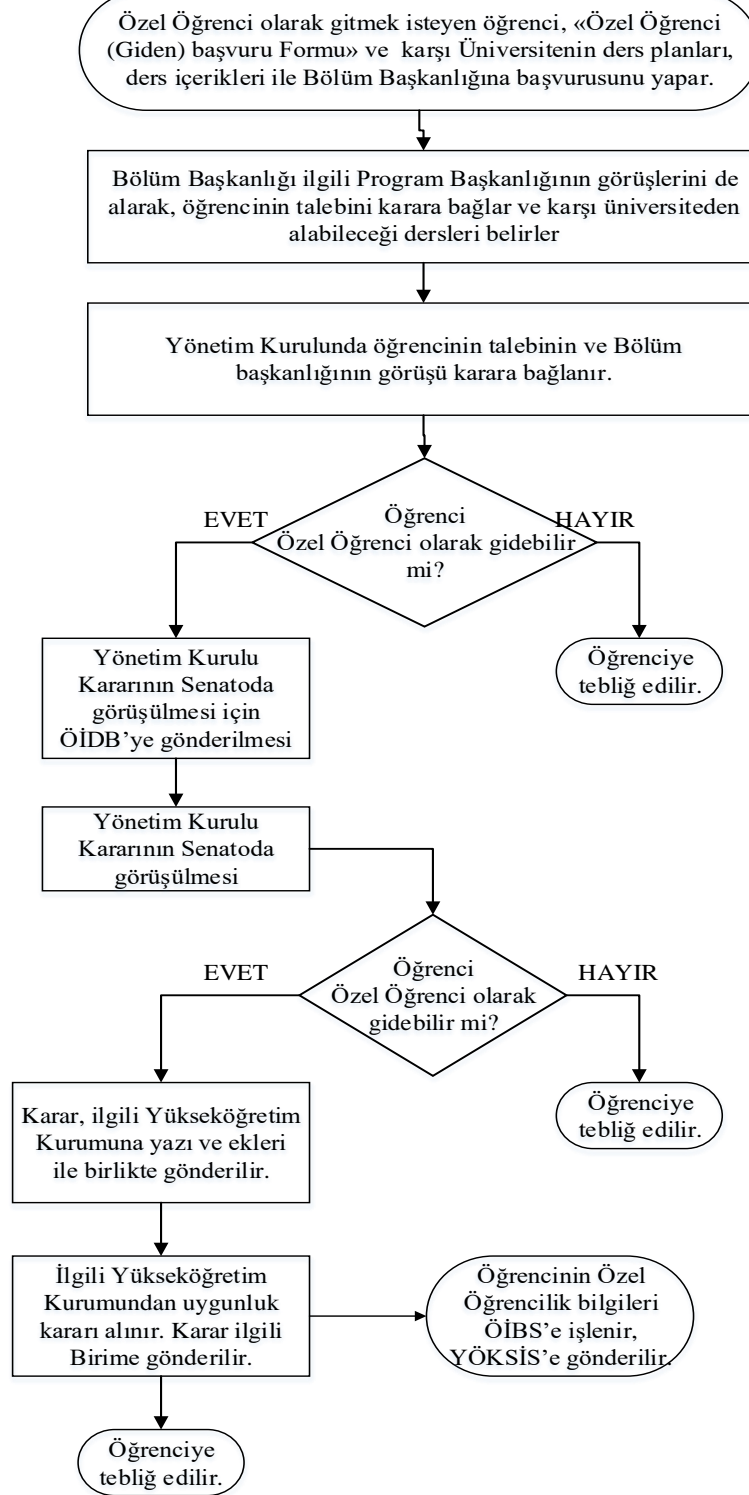 Özel Öğrenci olarak gitmek isteyen öğrenci, «Özel Öğrenci
(Giden) başvuru Formu» ve karşı Üniversitenin ders planları,
ders içerikleri ile Bölüm Başkanlığına başvurusunu yapar.
Bölüm Başkanlığı ilgili Program Başkanlığının görüşlerini de
alarak, öğrencinin talebini karara bağlar ve karşı üniversiteden
alabileceği dersleri belirler
Yönetim Kurulunda öğrencinin talebinin ve Bölüm
başkanlığının görüşü karara bağlanır.
EVET
Öğrenci
Özel Öğrenci olarak gidebilir
mi?
HAYIR
Yönetim Kurulu
Kararının Senatoda
görüşülmesi için
ÖİDB’ye gönderilmesi
Öğrenciye
tebliğ edilir.
Yönetim Kurulu
Kararının Senatoda
görüşülmesi
EVET
Öğrenci
Özel Öğrenci olarak
gidebilir mi?
HAYIR
Karar, ilgili Yükseköğretim
Kurumuna yazı ve ekleri
ile birlikte gönderilir.
Öğrenciye
tebliğ edilir.
İlgili Yükseköğretim
Kurumundan uygunluk
kararı alınır. Karar ilgili
Birime gönderilir.
Öğrencinin Özel
Öğrencilik bilgileri
ÖİBS’e işlenir,
YÖKSİS’e gönderilir.
Öğrenciye
tebliğ edilir.